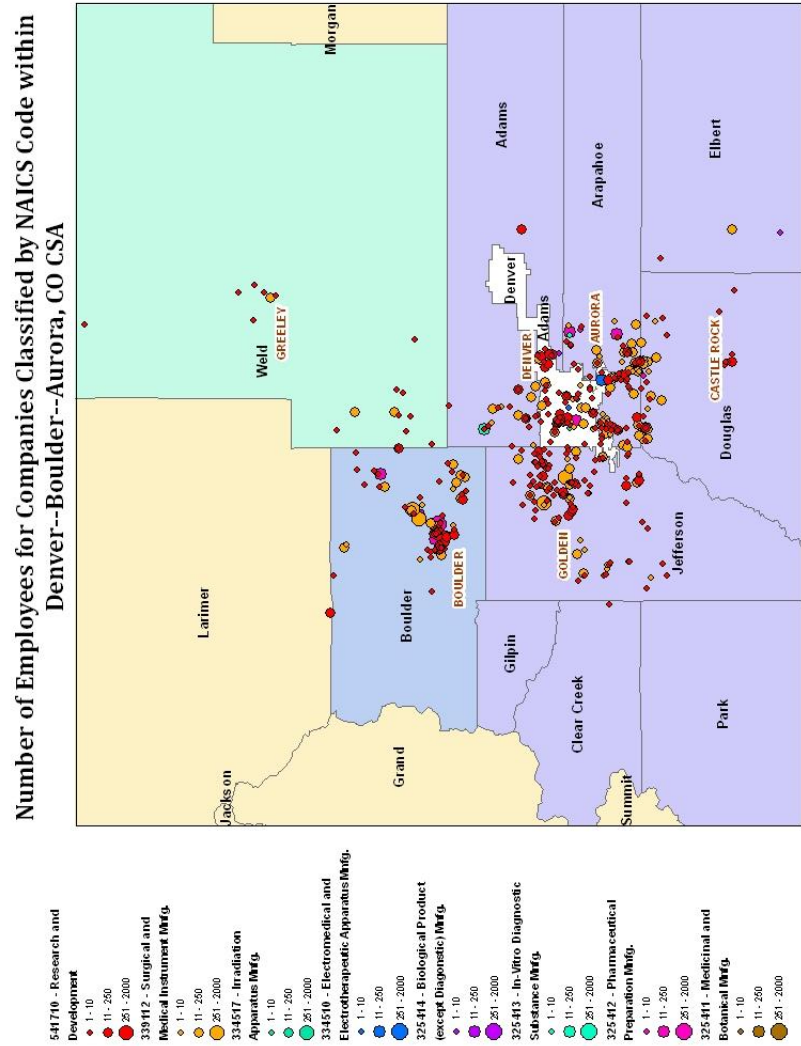 Number of Employees for Companies Classified by NAICS Code within
Denver--Boulder--Aurora, CO CSA
541710 - Research and
Development
1 - 10
11 - 250
251 - 2000
339112 - Surgical and
Medical Instrument Mnfg.
1 - 10
11 - 250
251 - 2000
334517 - Irradiation
Apparatus Mnfg.
1 - 10
11 - 250
251 - 2000
334510 - Electromedical and
Electrotherapeutic Apparatus Mnfg.
1 - 10
11 - 250
251 - 2000
325414 - Biological Product
(except Diagonstic) Mnfg.
1 - 10
11 - 250
251 - 2000
325413 - In-Vitro Diagnostic
Substance Mnfg.
1 - 10
11 - 250
251 - 2000
325412 - Pharmaceutical
Preparation Mnfg.
1 - 10
11 - 250
251 - 2000
325411 - Medicinal and
Botanical Mnfg.
1 - 10
11 - 250
251 - 2000
Jackson
Larimer
Weld
GREELEY
Morgan
Grand
Boulder
BOULDER
Gilpin
Clear Creek
Summit
Park
GOLDEN
Jefferson
DENVER
Denver
Adams
Adams
AURORA
Arapahoe
CASTLE ROCK
Douglas
Elbert